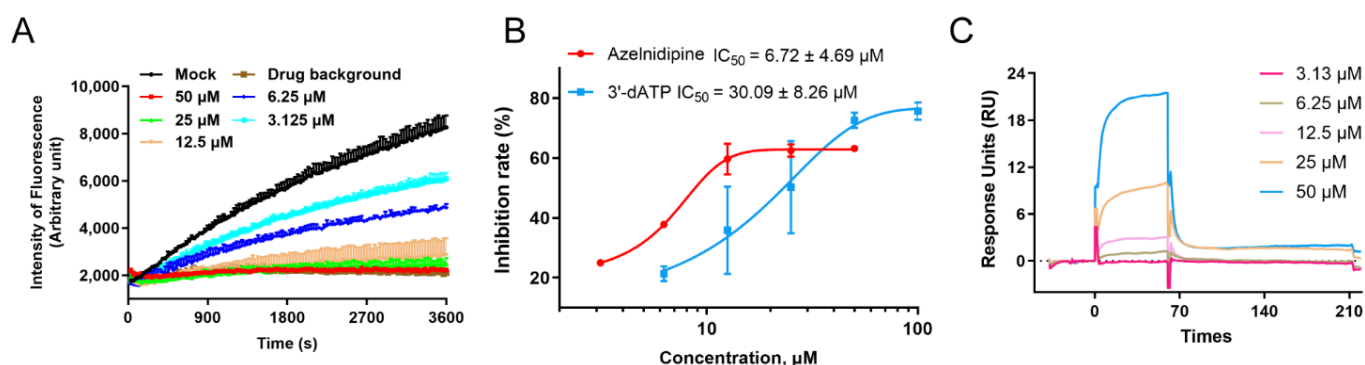 A
Mock
Drug background
50 μM
6.25 μM
25 μM
3.125 μM
12.5 μM
Intensity of Fluorescence
(Arbitrary unit)
10,000
8,000
6,000
4,000
2,000
0
900
1800
2700
3600
Time (s)
B
Azelnidipine IC50 = 6.72 ± 4.69 μM
3'-dATP IC50 = 30.09 ± 8.26 μM
Inhibition rate (%)
80
60
40
20
10
100
Concentration, μM
C
Response Units (RU)
24
18
12
6
0
3.13 μM
6.25 μM
12.5 μM
25 μM
50 μM
0
70
140
210
Times